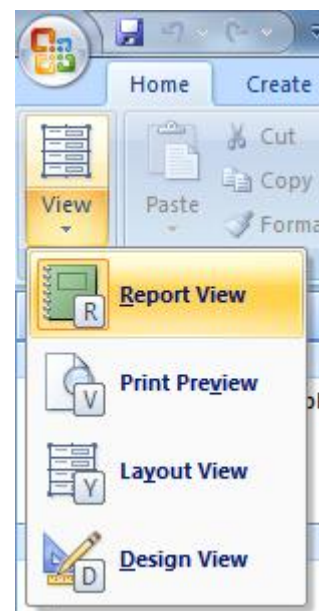 Home Create
Cut
Copy
View Paste Forma
R Report View
V Print Preview
Y Layout View
D Design View